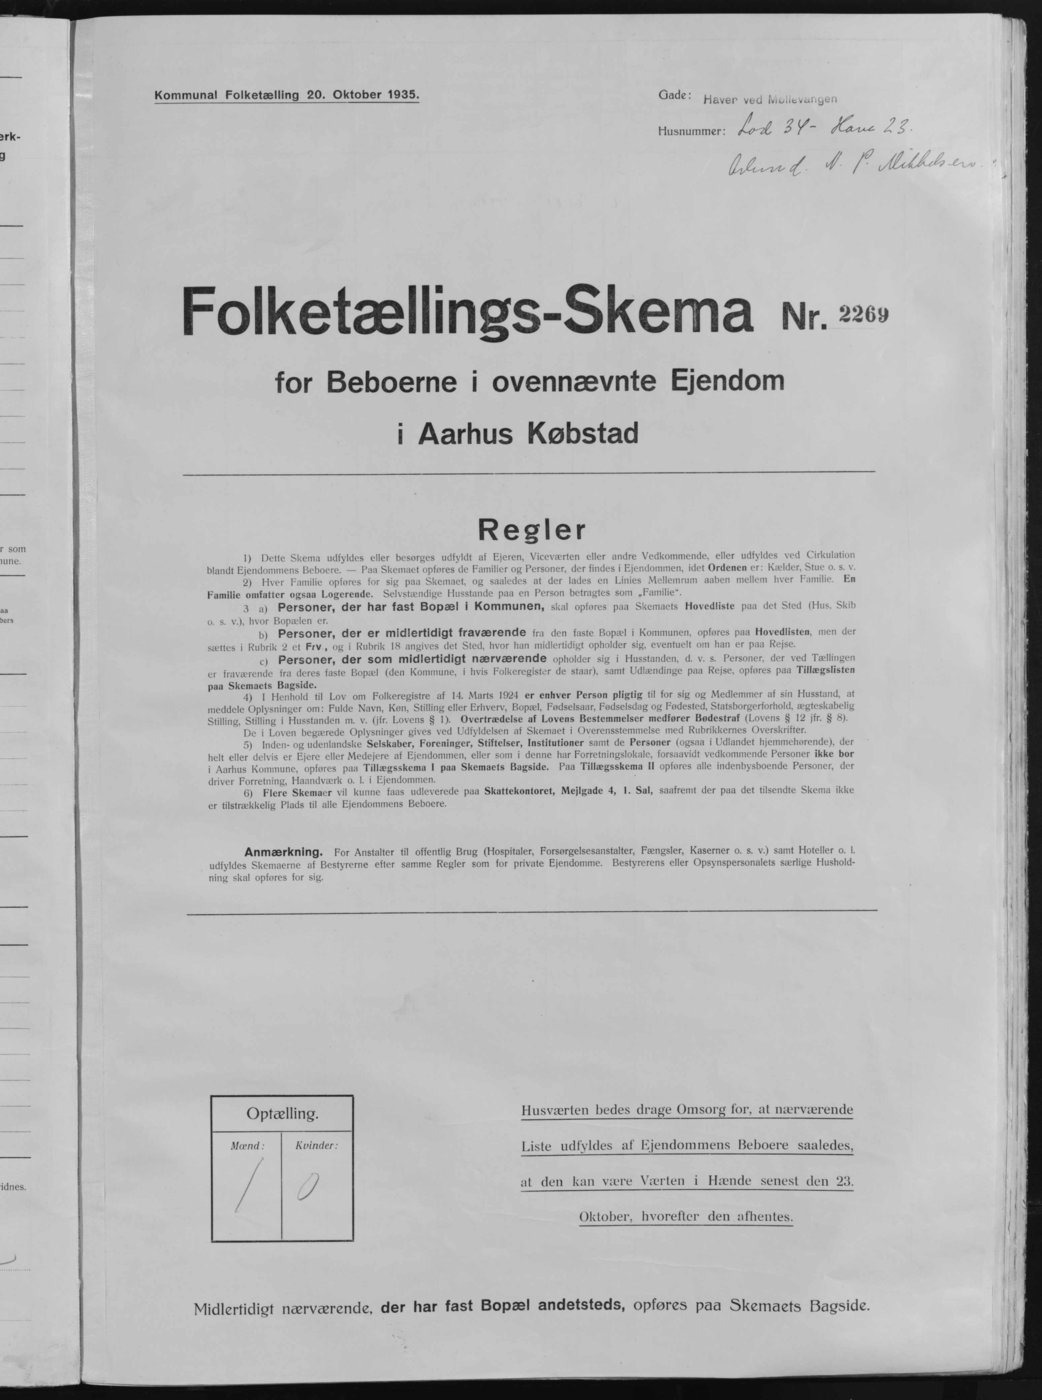 Kommunal Folketælling 20. Oktober 1935.
Gade: Haver ved Møllevangen
Husnummer: Lod 34 - Have 23.
N. P. Mikkelsen.
Folketællings-Skema Nr. 2269
for Beboerne i ovennævnte Ejendom
i Aarhus Købstad
Regler
1) Dette Skema udfyldes eller besørges udfyldt af Ejeren, Viceværten eller andre Vedkommende, eller udfyldes ved Cirkulation
blandt Ejendommens Beboere. — Paa Skemaet opføres de Familier og Personer, der findes i Ejendommen, idet Ordenen er: Kælder, Stue o. s. v.
2) Hver Familie opføres for sig paa Skemaet, og saaledes at der lades en Linies Mellemrum aaben mellem hver Familie. En
Familie omfatter ogsaa Logerende. Selvstændige Husstande paa en Person betragtes som „Familie“.
3 a) Personer, der har fast Bopæl i Kommunen, skal opføres paa Skemaets Hovedliste paa det Sted (Hus, Skib
o. s. v.), hvor Bopælen er.
b) Personer, der er midlertidigt fraværende fra den faste Bopæl i Kommunen, opføres paa Hovedlisten, men der
sættes i Rubrik 2 et Frv., og i Rubrik 18 angives det Sted, hvor han midlertidigt opholder sig, eventuelt om han er paa Rejse.
c) Personer, der som midlertidigt nærværende opholder sig i Husstanden, d. v. s. Personer, der ved Tællingen
er fraværende fra deres faste Bopæl (den Kommune, i hvis Folkeregister de staar), samt Udlændinge paa Rejse, opføres paa Tillægslisten
paa Skemaets Bagside.
4) I Henhold til Lov om Folkeregistre af 14. Marts 1924 er enhver Person pligtig til for sig og Medlemmer af sin Husstand, at
meddele Oplysninger om: Fulde Navn, Køn, Stilling eller Erhverv, Bopæl, Fødselsaar, Fødselsdag og Fødested, Statsborgerforhold, ægteskabelig
Stilling, Stilling i Husstanden m. v. (jfr. Lovens § 1). Overtrædelse af Lovens Bestemmelser medfører Bødestraf (Lovens § 12 jfr. § 8).
De i Loven begærede Oplysninger gives ved Udfyldelsen af Skemaet i Overensstemmelse med Rubrikkernes Overskrifter.
5) Inden- og udenlandske Selskaber, Foreninger, Stiftelser, Institutioner samt de Personer (ogsaa i Udlandet hjemmehørende), der
helt eller delvis er Ejere eller Medejere af Ejendommen, eller som i denne har Forretningslokale, forsaavidt vedkommende Personer ikke bor
i Aarhus Kommune, opføres paa Tillægsskema I paa Skemaets Bagside. Paa Tillægsskema II opføres alle indenbysboende Personer, der
driver Forretning, Haandværk o. l. i Ejendommen.
6) Flere Skemaer vil kunne faas udleverede paa Skattekontoret, Mejlgade 4, 1. Sal, saafremt der paa det tilsendte Skema ikke
er tilstrækkelig Plads til alle Ejendommens Beboere.
Anmærkning. For Anstalter til offentlig Brug (Hospitaler, Forsørgelsesanstalter, Fængsler, Kaserner o. s. v.) samt Hoteller o. l.
udfyldes Skemaerne af Bestyrerne efter samme Regler som for private Ejendomme. Bestyrerens eller Opsynspersonalets særlige Hushold-
ning skal opføres for sig.
Optælling.
Mænd: Kvinder:
1 0
Husværten bedes drage Omsorg for, at nærværende
Liste udfyldes af Ejendommens Beboere saaledes,
at den kan være Værten i Hænde senest den 23.
Oktober, hvorefter den afhentes.
Midlertidigt nærværende, der har fast Bopæl andetsteds, opføres paa Skemaets Bagside.